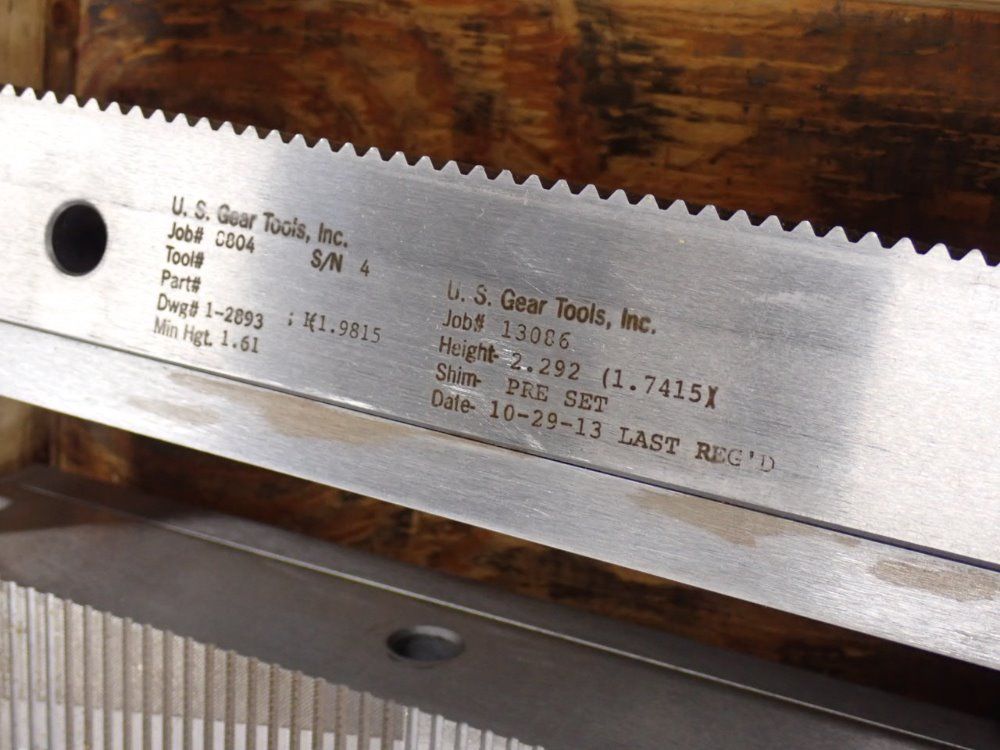 U. S. Gear Tools, Inc.
Job# 8804 S/N 4
Tool#
Part#
Dwg# 1-2893 ; K1.9815
Min Hgt. 1.61
U. S. Gear Tools, Inc.
Job# 13086
Height- 2.292 (1.7415)
Shim- PRE SET
Date- 10-29-13 LAST REG'D